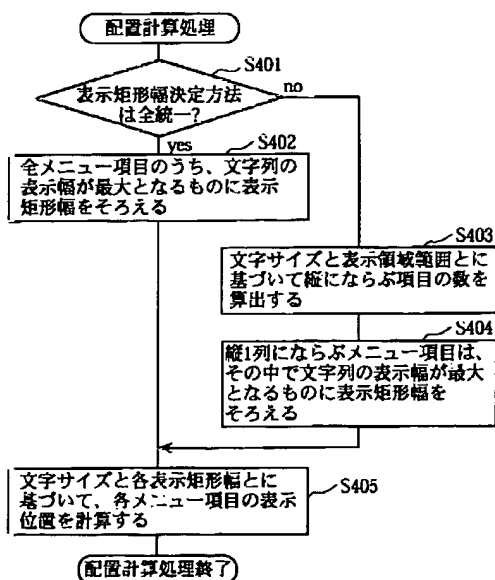 配置計算処理
S401
表示矩形幅決定方法
は全統一?
no
yes
S402
全メニュー項目のうち、文字列の
表示幅が最大となるものに表示
矩形幅をそろえる
S403
文字サイズと表示領域範囲とに
基づいて縦にならぶ項目の数を
算出する
S404
縦1列にならぶメニュー項目は、
その中で文字列の表示幅が最大
となるものに表示矩形幅を
そろえる
文字サイズと各表示矩形幅とに
基づいて、各メニュー項目の表示
位置を計算する
S405
配置計算処理終了